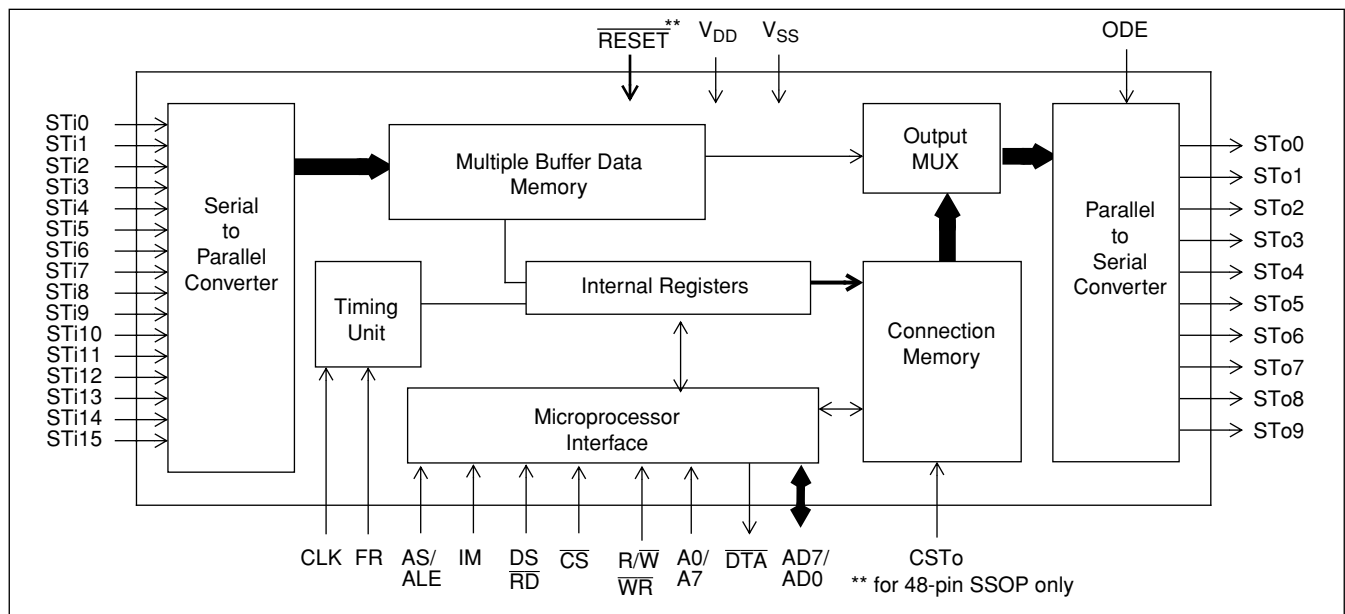 RESET**
VDD
VSS
ODE
STi0
STi1
STi2
STi3
STi4
STi5
STi6
STi7
STi8
STi9
STi10
STi11
STi12
STi13
STi14
STi15
Serial
to
Parallel
Converter
Multiple Buffer Data
Memory
Output
MUX
Timing
Unit
Internal Registers
Connection
Memory
Microprocessor
Interface
Parallel
to
Serial
Converter
STo0
STo1
STo2
STo3
STo4
STo5
STo6
STo7
STo8
STo9
CLK
FR
AS/
ALE
IM
DS
RD
CS
R/W
WR
A0/
A7
DTA
AD7/
AD0
CSTo
** for 48-pin SSOP only